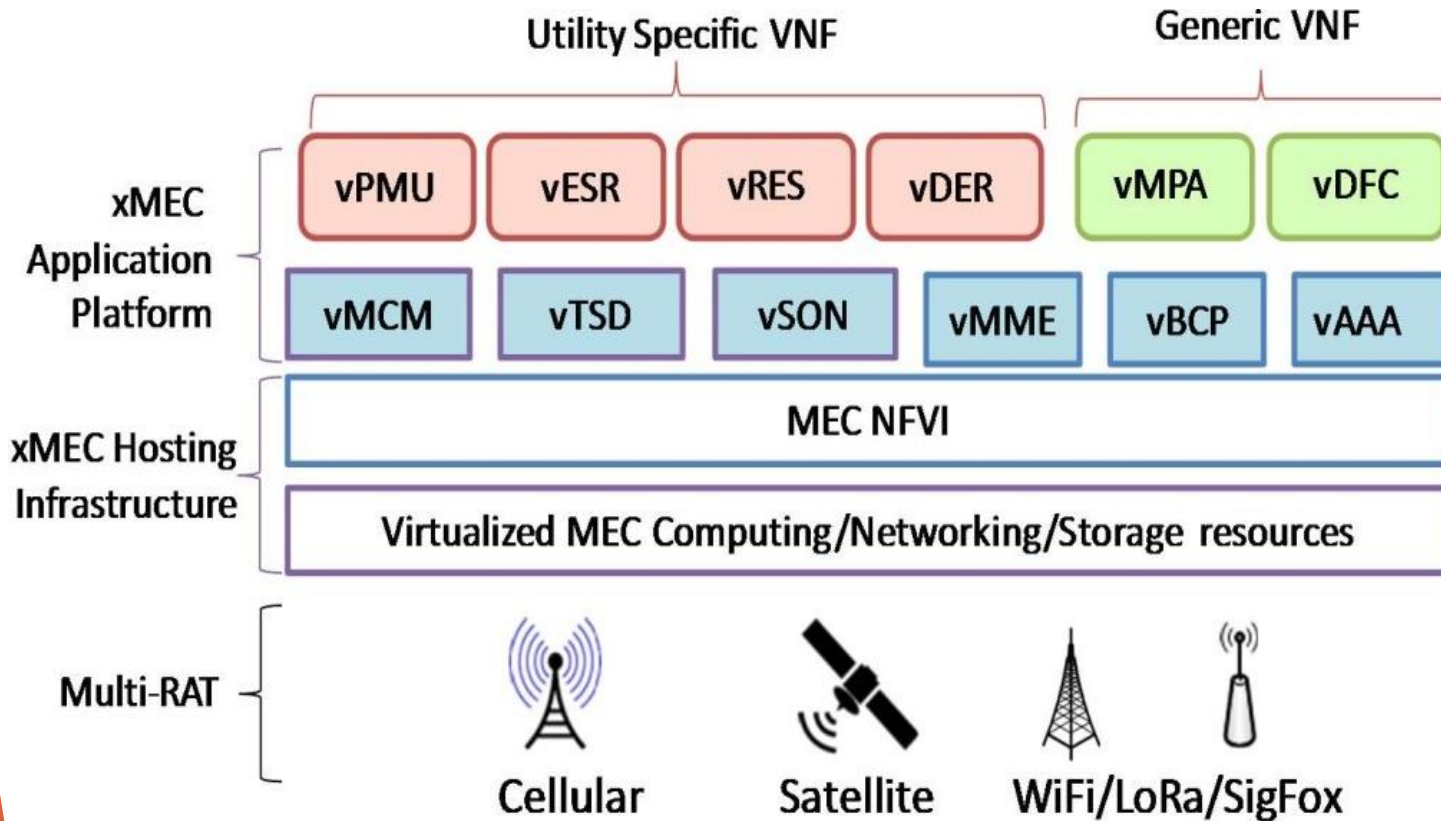 Utility Specific VNF
Generic VNF
xMEC
Application
Platform
vPMU
vESR
vRES
vDER
vMPA
vDFC
vMCM
vTSD
vSON
vMME
vBCP
vAAA
xMEC Hosting
Infrastructure
MEC NFVI
Virtualized MEC Computing/Networking/Storage resources
Multi-RAT
Cellular
Satellite
WiFi/LoRa/SigFox